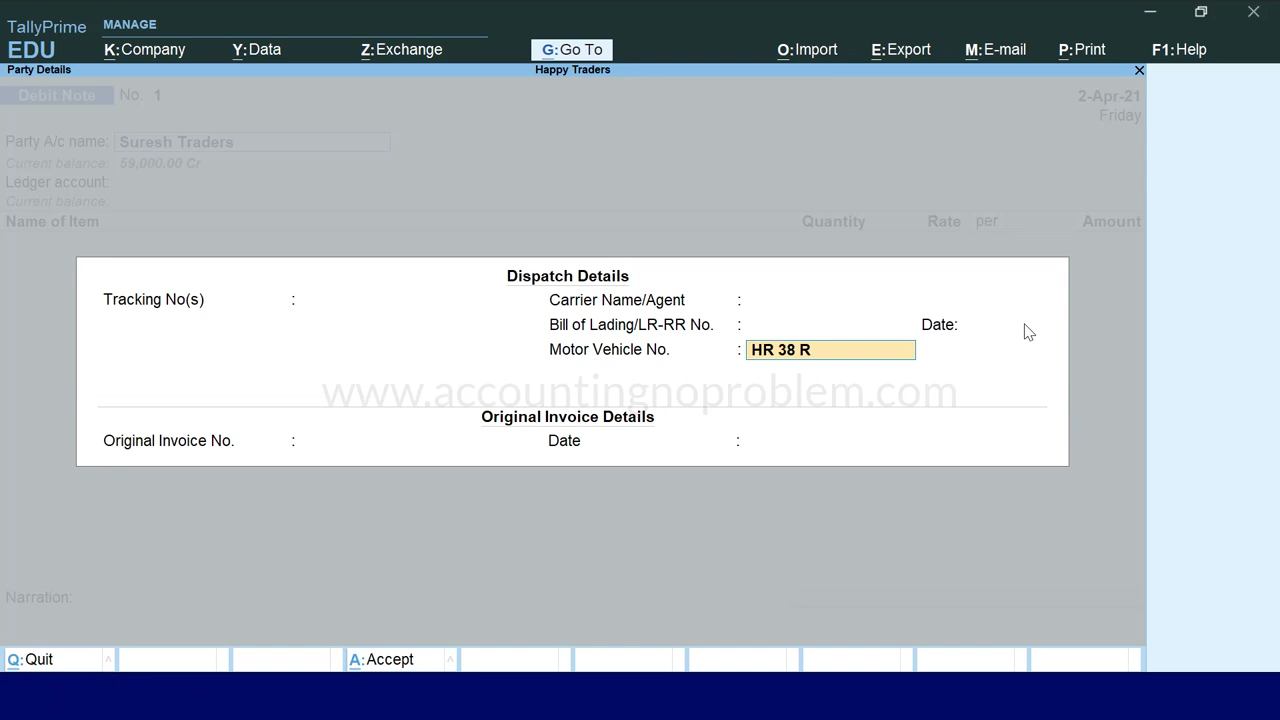 TallyPrime
EDU
MANAGE
K:Company Y:Data Z:Exchange G:Go To O:Import E:Export M:E-mail P:Print F1:Help
Party Details Happy Traders
Debit Note No. 1 2-Apr-21
Friday
Party A/c name: Suresh Traders
Current balance: 59,000.00 Cr
Ledger account:
Current balance:
Name of Item Quantity Rate per Amount
Dispatch Details
Tracking No(s) : Carrier Name/Agent :
Bill of Lading/LR-RR No. : Date:
Motor Vehicle No. : HR 38 R
www.accountingnoproblem.com
Original Invoice Details
Original Invoice No. : Date :
Narration:
Q:Quit A:Accept